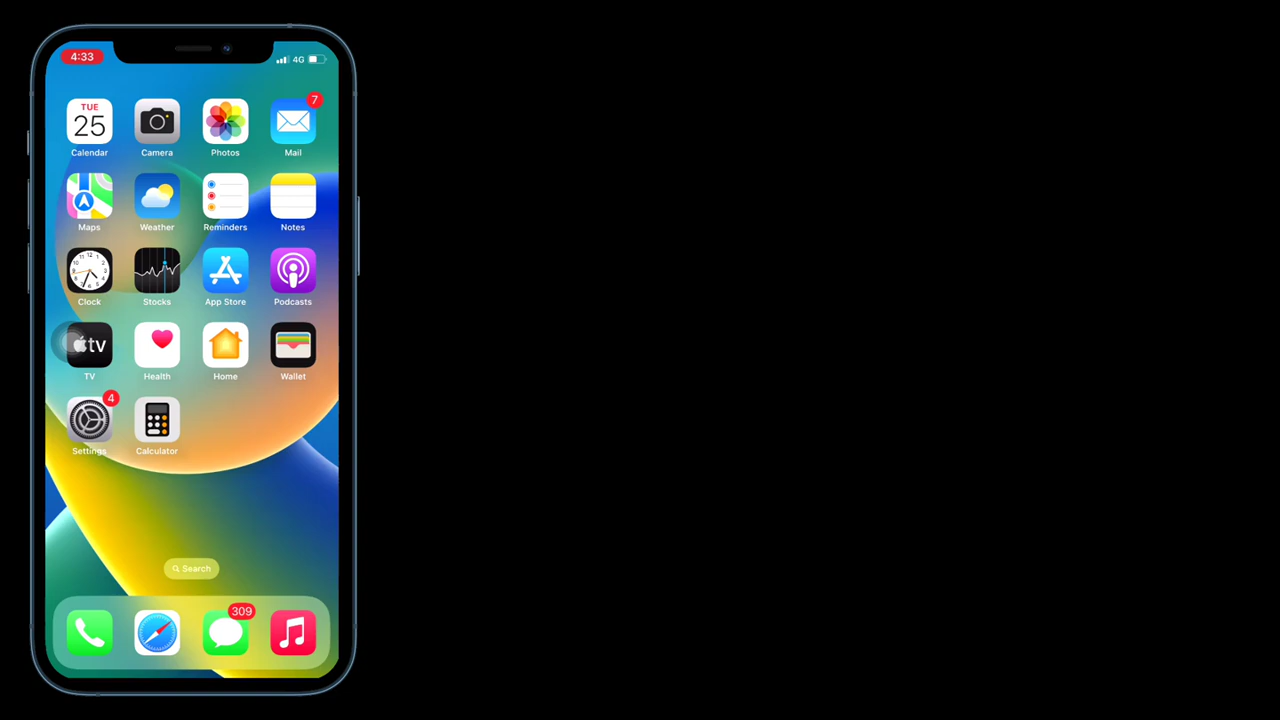 4:33
4G
7
TUE
25
Calendar
Camera
Photos
Mail
Maps
Weather
Reminders
Notes
Clock
Stocks
App Store
Podcasts
tv
TV
Health
Home
Wallet
4
Settings
Calculator
Search
309